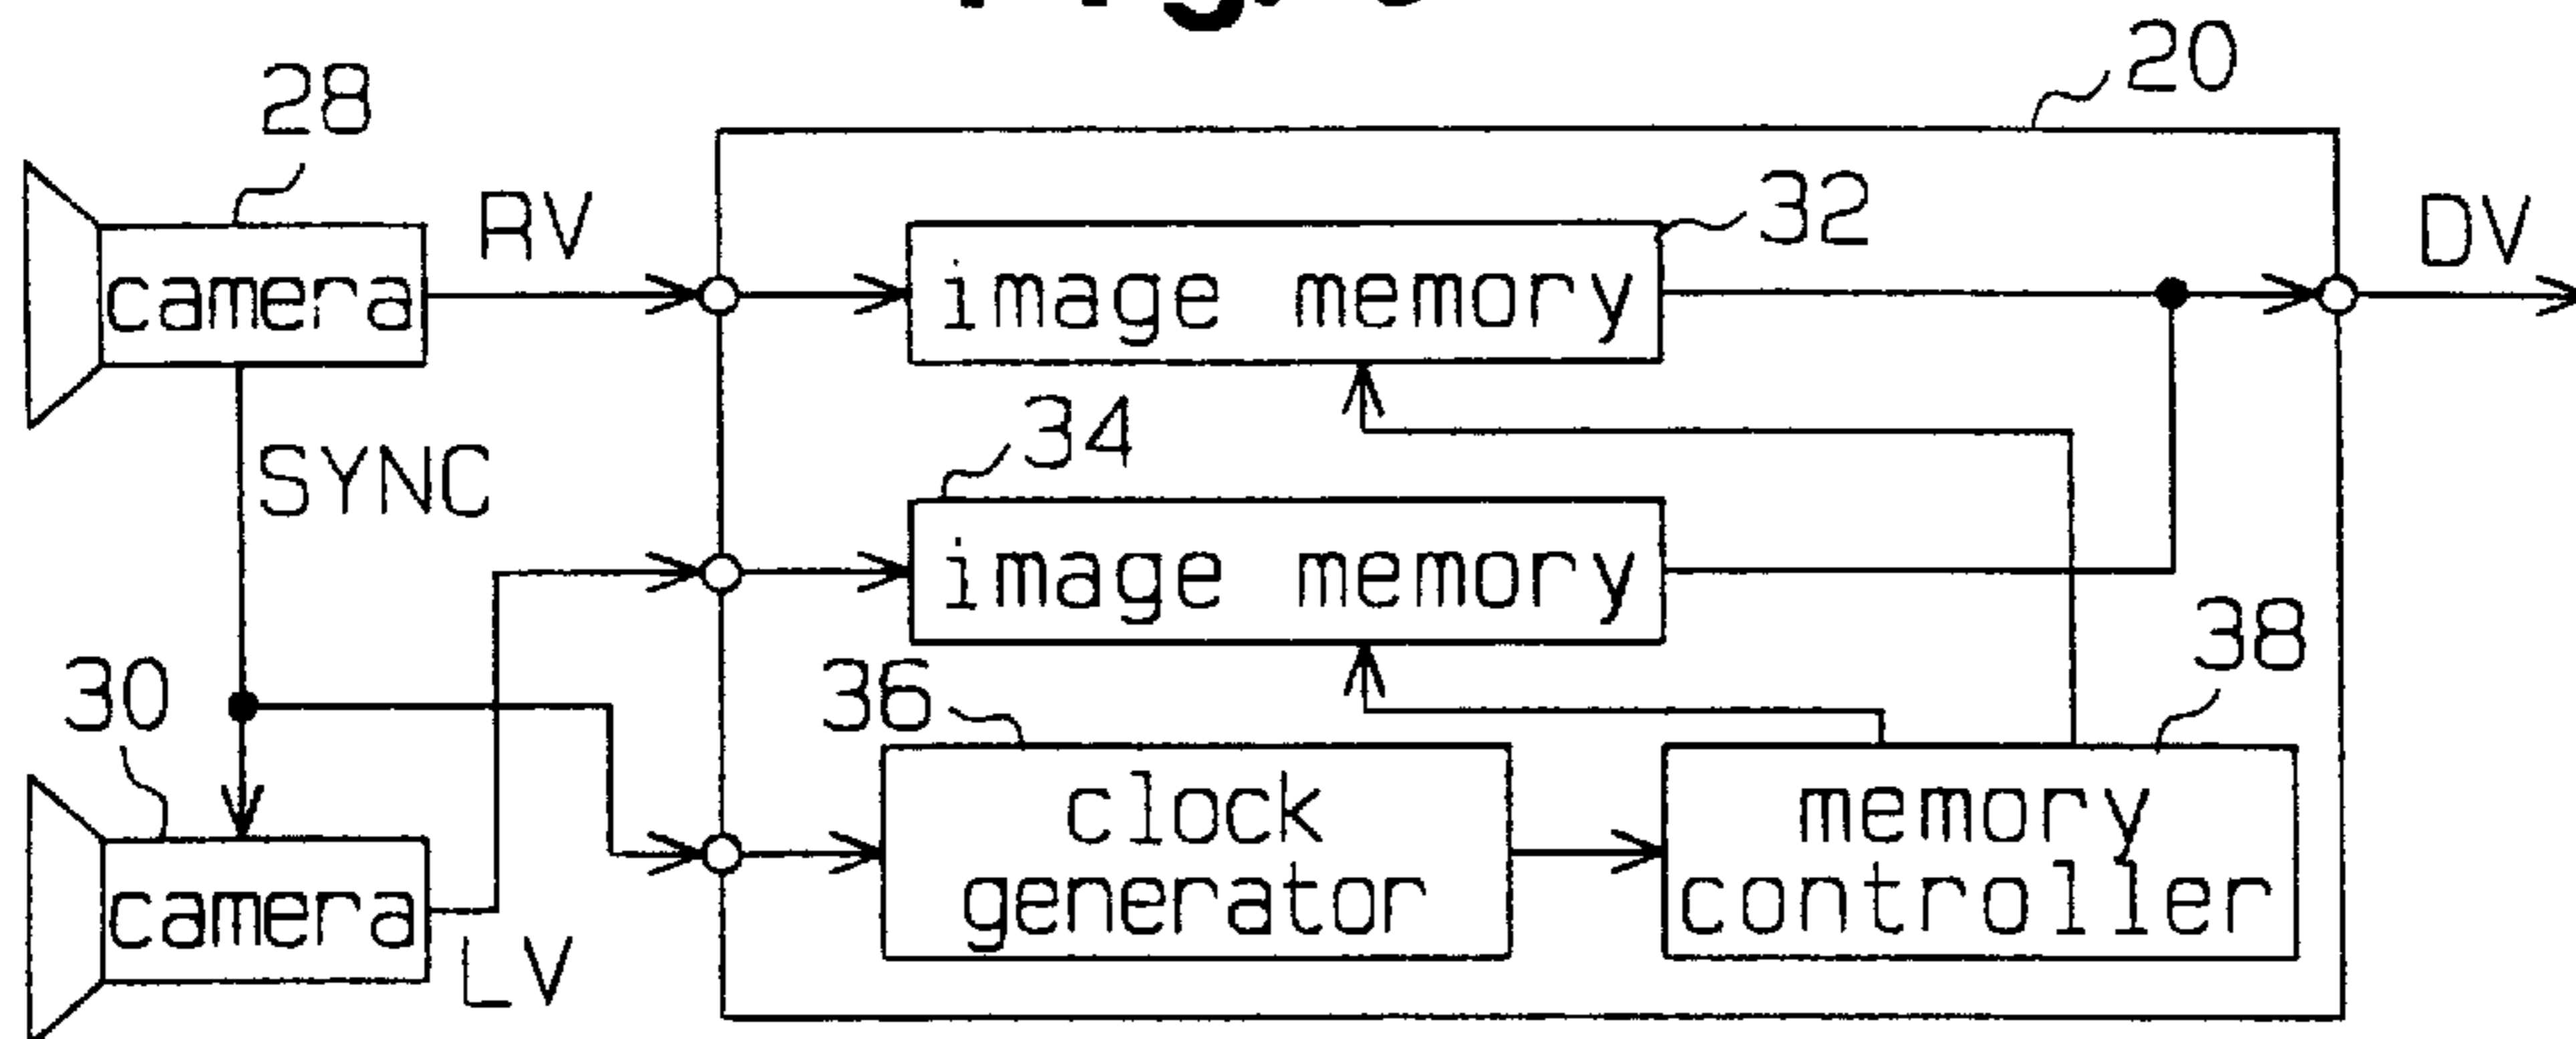 20
28
RV
32
DV
camera
image memory
34
SYNC
image memory
38
30
36
clock
generator
memory
controller
camera
LV